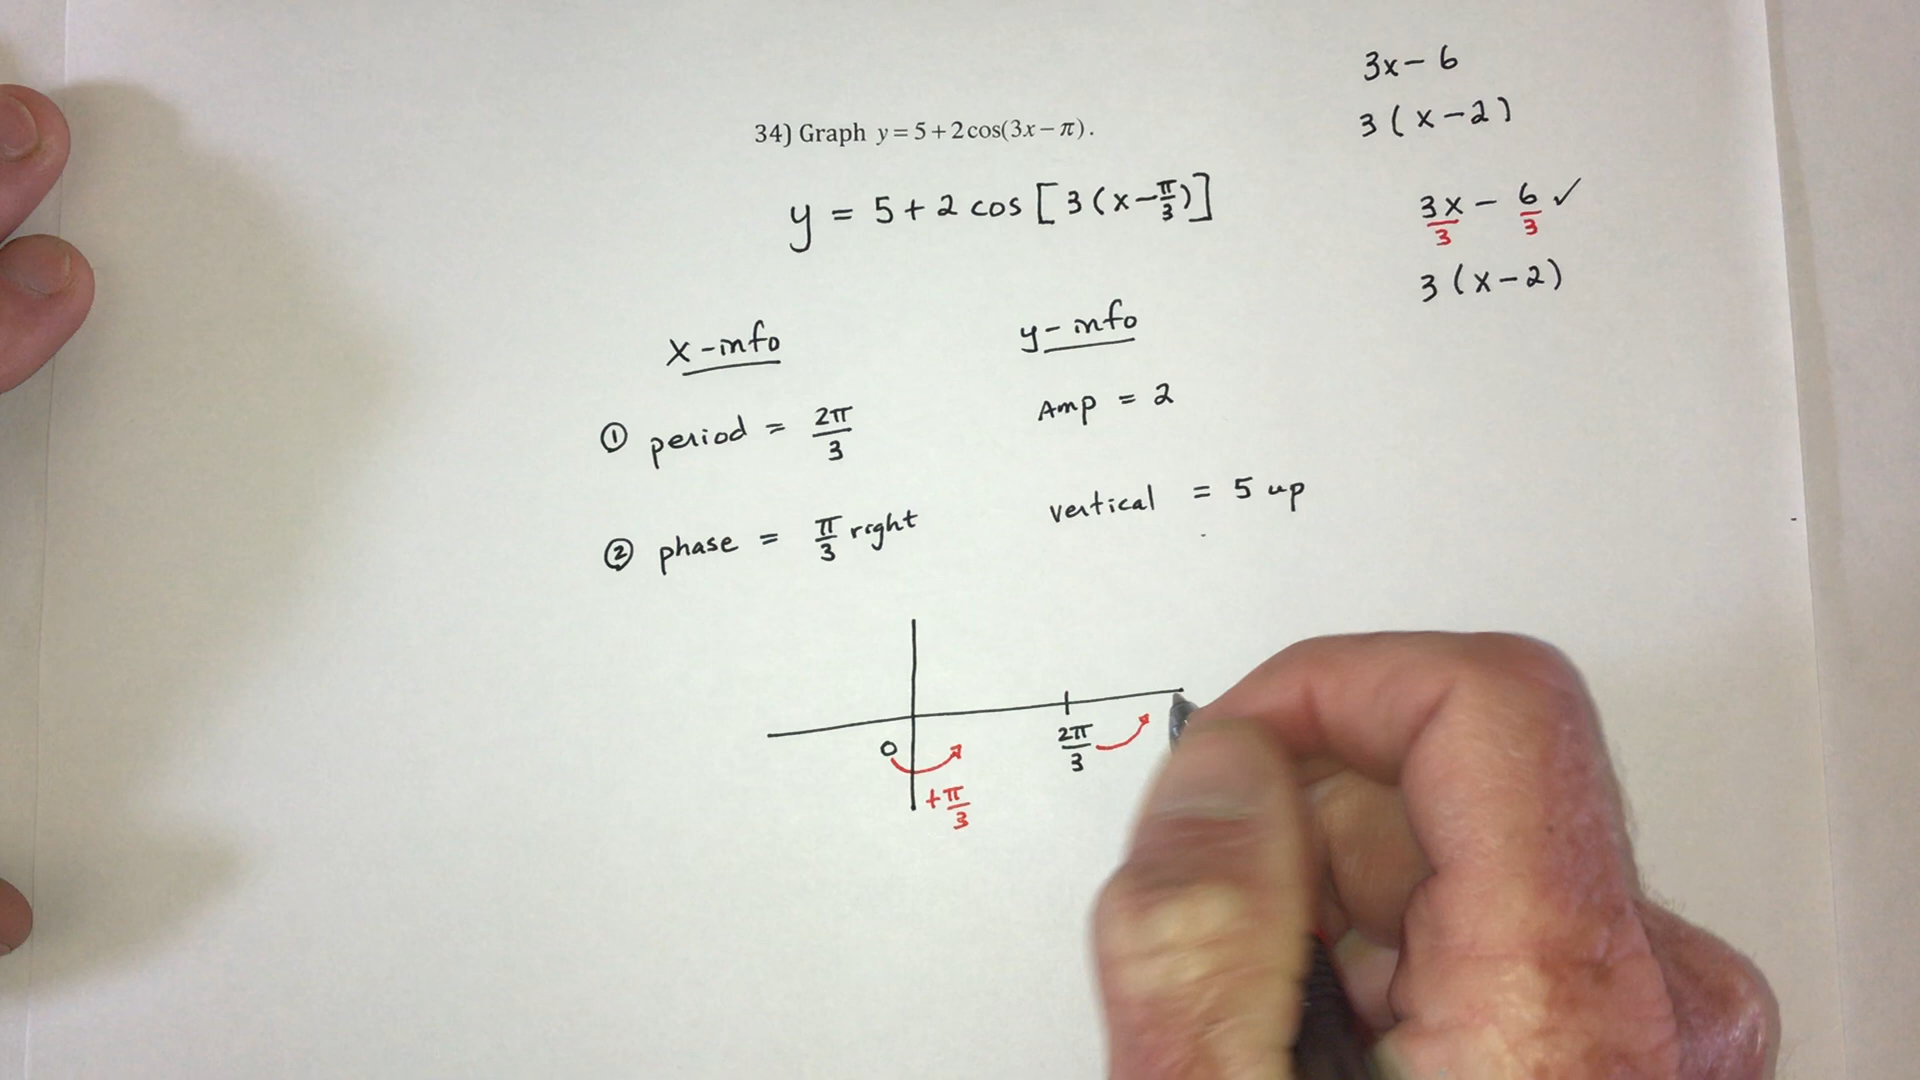 34) Graph y = 5 + 2cos(3x − π).
y = 5 + 2 cos [ 3 ( x − π/3 ) ]
x-info
① period = 2π/3
② phase = π/3 right
y-info
Amp = 2
vertical = 5 up
3x − 6
3 ( x − 2 )
3x/3 − 6/3 ✓
3 ( x − 2 )
0
2π/3
+π/3